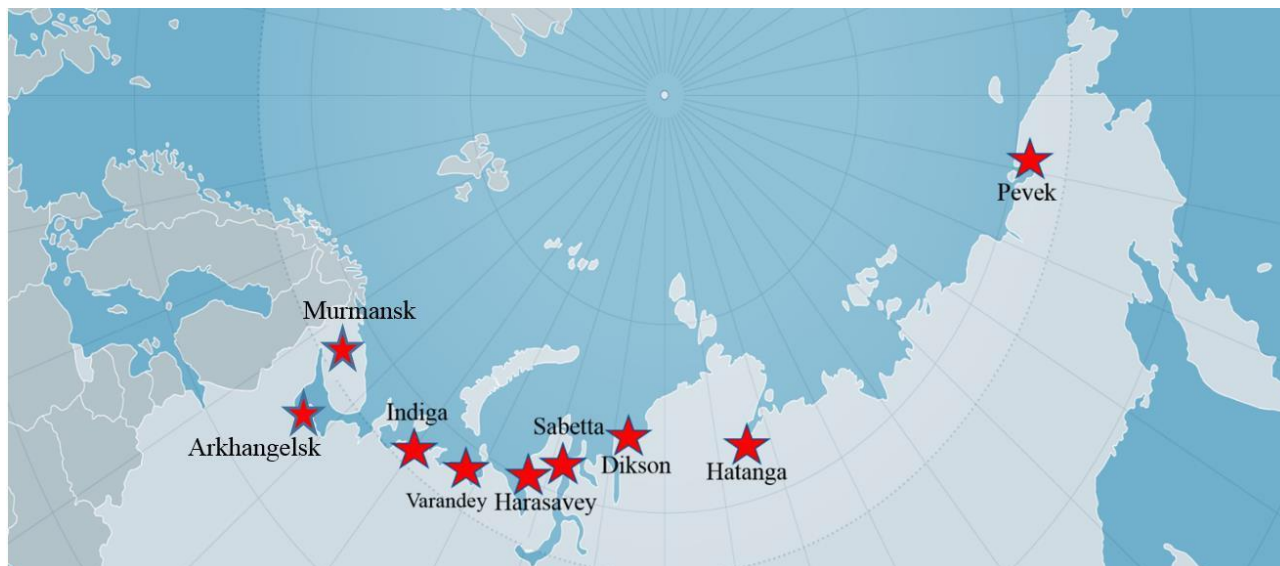 Pevek
Murmansk
Indiga
Sabetta
Arkhangelsk
Dikson
Hatanga
Varandey
Harasavey